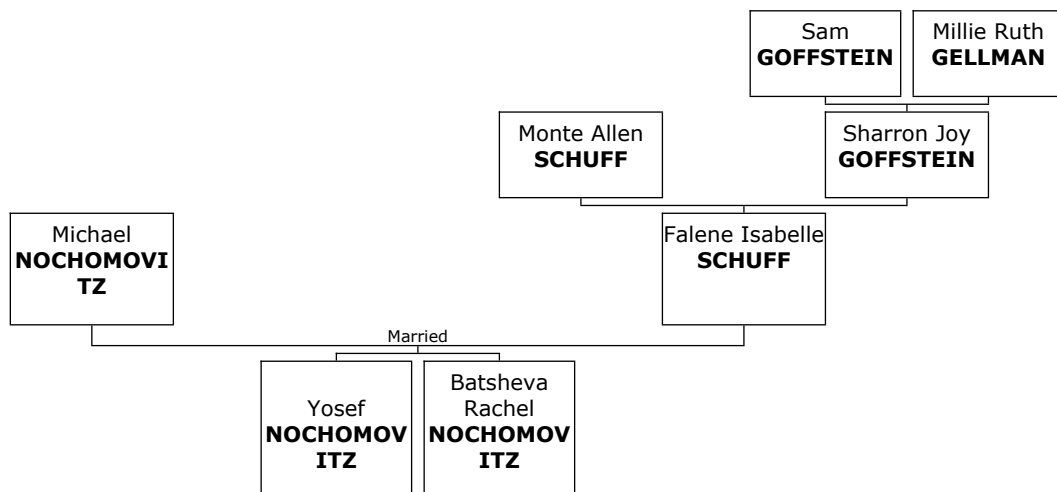 Sam
GOFFSTEIN
Millie Ruth
GELLMAN
Monte Allen
SCHUFF
Sharron Joy
GOFFSTEIN
Michael
NOCHOMOVI
TZ
Falene Isabelle
SCHUFF
Married
Yosef
NOCHOMOV
ITZ
Batsheva
Rachel
NOCHOMOV
ITZ